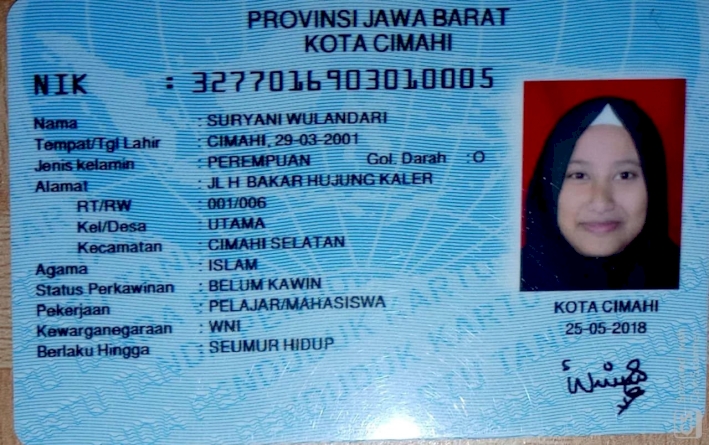 PROVINSI JAWA BARAT
KOTA CIMAHI
NIK : 3277016903010005
Nama : SURYANI WULANDARI
Tempat/Tgl Lahir : CIMAHI, 29-03-2001
Jenis kelamin : PEREMPUAN Gol. Darah : O
Alamat : JL H BAKAR HUJUNG KALER
RT/RW : 001/006
Kel/Desa : UTAMA
Kecamatan : CIMAHI SELATAN
Agama : ISLAM
Status Perkawinan : BELUM KAWIN
Pekerjaan : PELAJAR/MAHASISWA
Kewarganegaraan : WNI
Berlaku Hingga : SEUMUR HIDUP
KOTA CIMAHI
25-05-2018